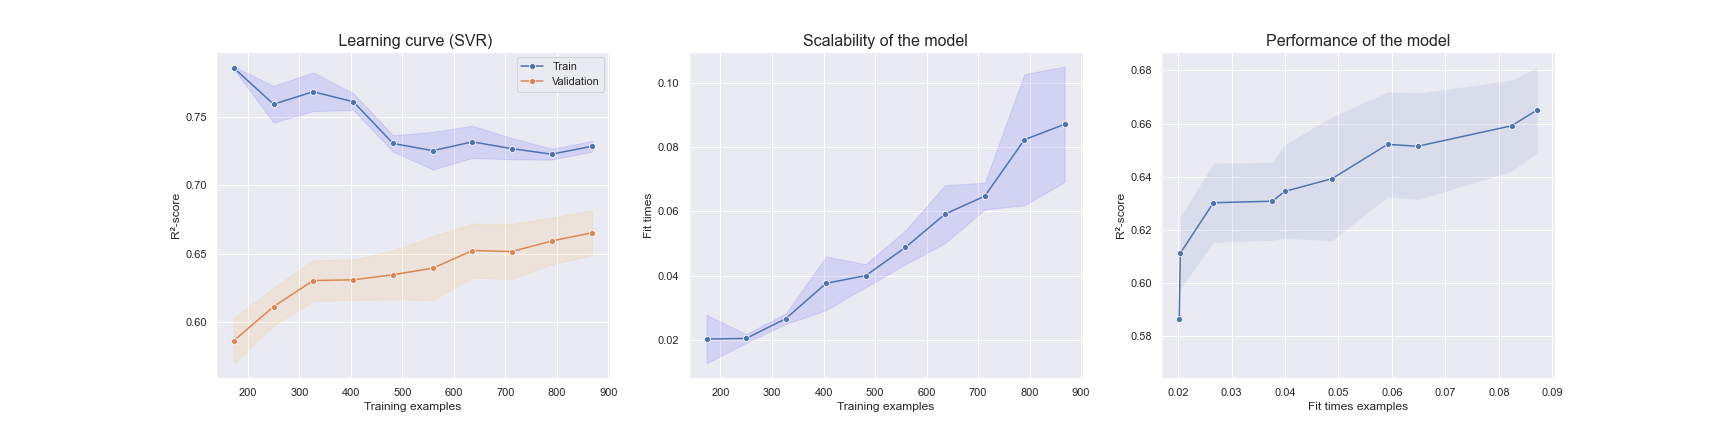 Learning curve (SVR)
Train
Validation
0.75
0.70
0.65
0.60
R²-score
200 300 400 500 600 700 800 900
Training examples
Scalability of the model
0.10
0.08
0.06
0.04
0.02
Fit times
200 300 400 500 600 700 800 900
Training examples
Performance of the model
0.68
0.66
0.64
0.62
0.60
0.58
R²-score
0.02 0.03 0.04 0.05 0.06 0.07 0.08 0.09
Fit times examples